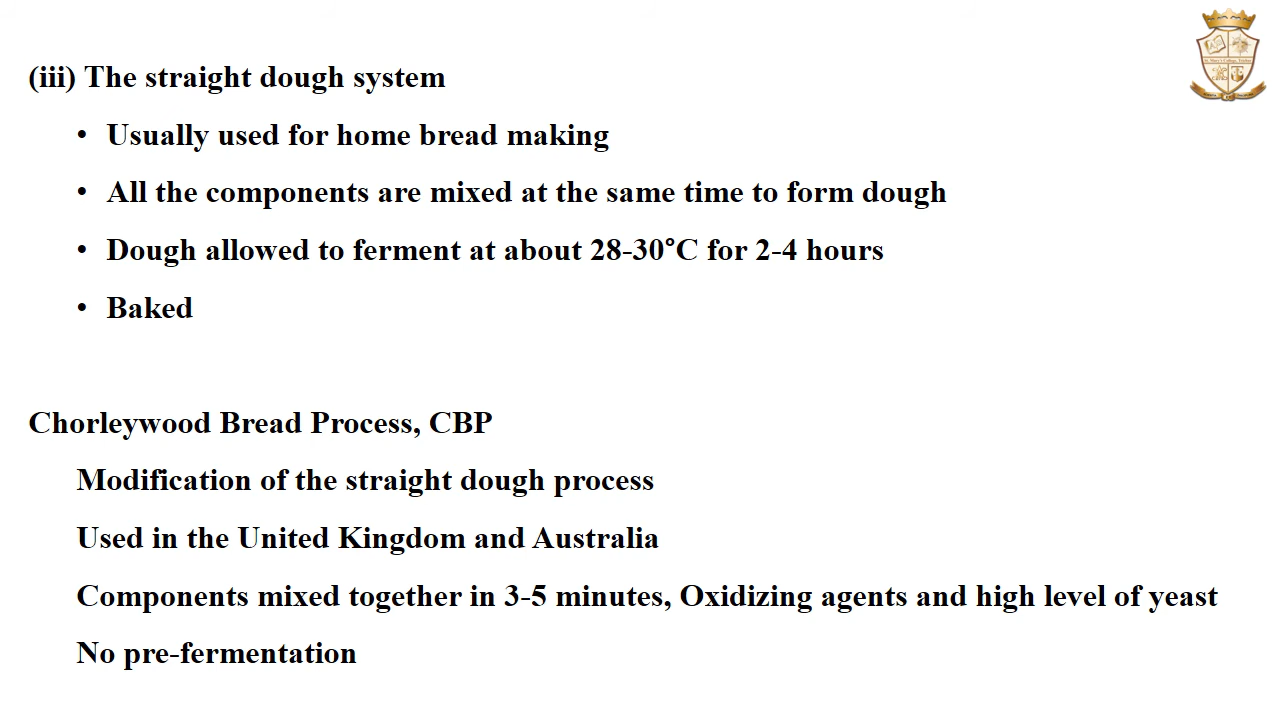 (iii) The straight dough system
• Usually used for home bread making
• All the components are mixed at the same time to form dough
• Dough allowed to ferment at about 28-30°C for 2-4 hours
• Baked
Chorleywood Bread Process, CBP
Modification of the straight dough process
Used in the United Kingdom and Australia
Components mixed together in 3-5 minutes, Oxidizing agents and high level of yeast
No pre-fermentation